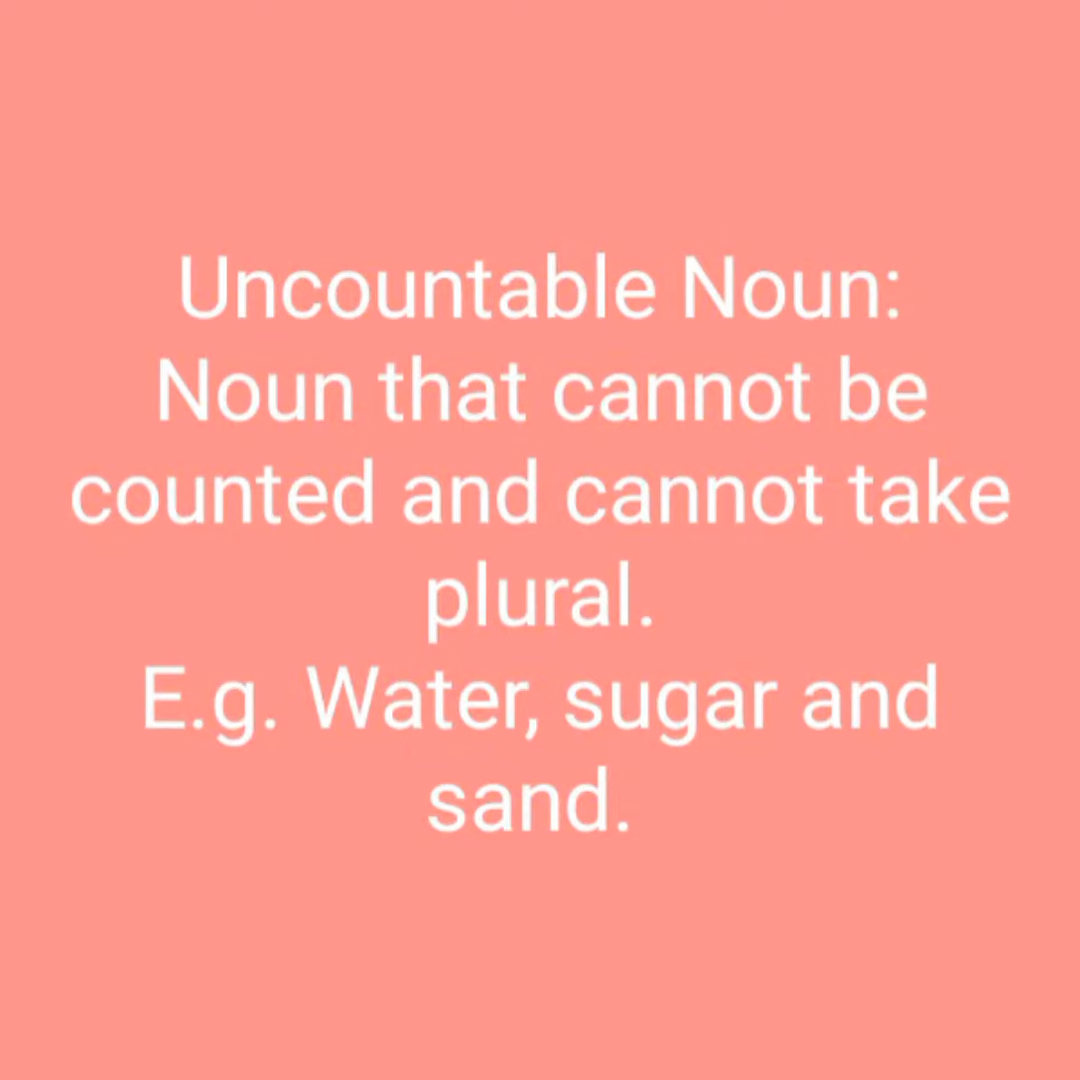 Uncountable Noun:
Noun that cannot be
counted and cannot take
plural.
E.g. Water, sugar and
sand.